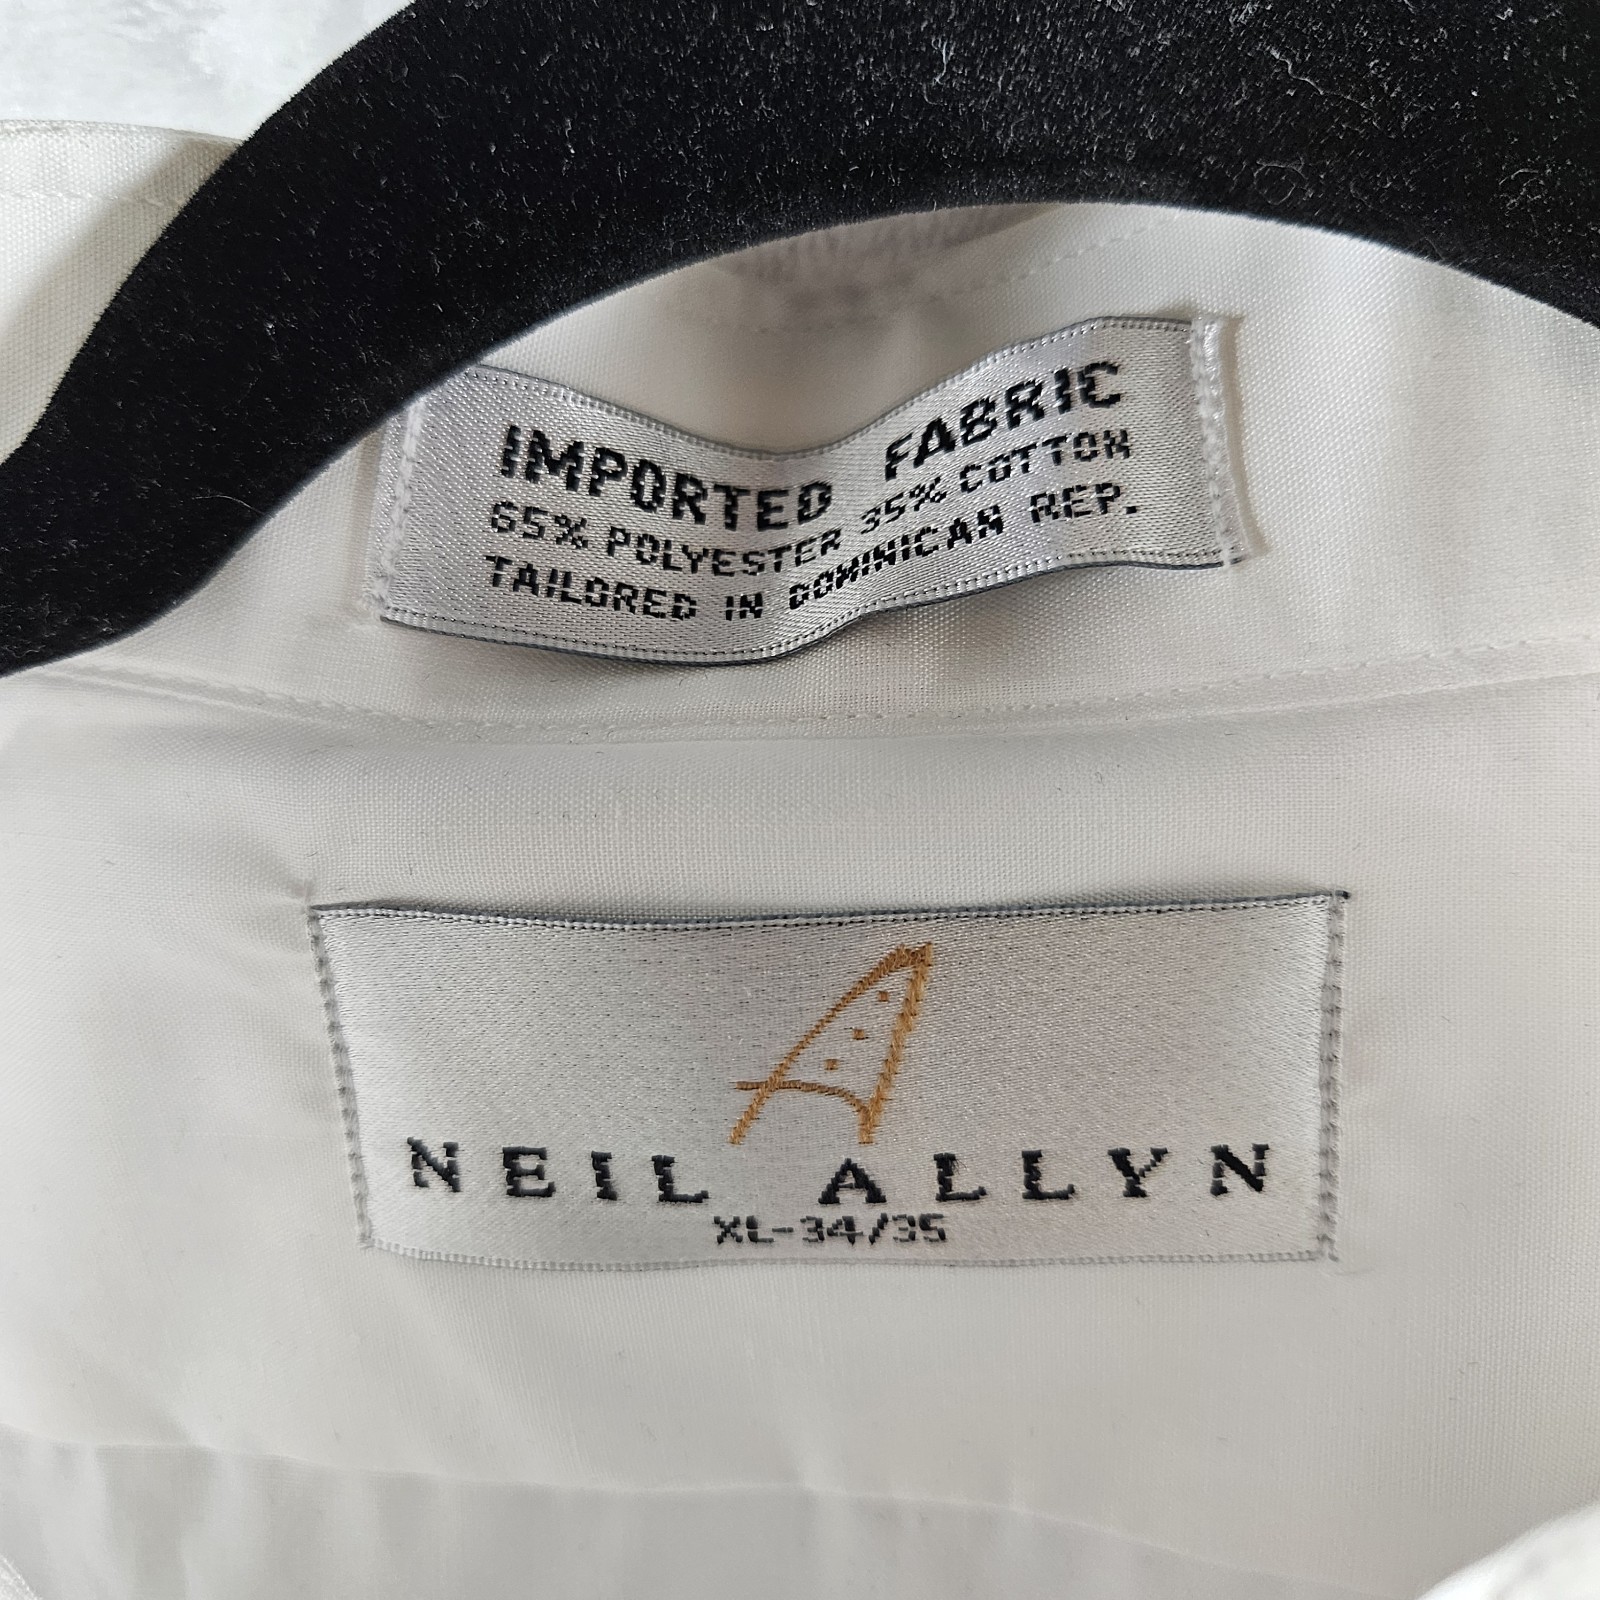 IMPORTED FABRIC
65% POLYESTER 35% COTTON
TAILORED IN DOMINICAN REP.
NEIL ALLYN
XL-34/35